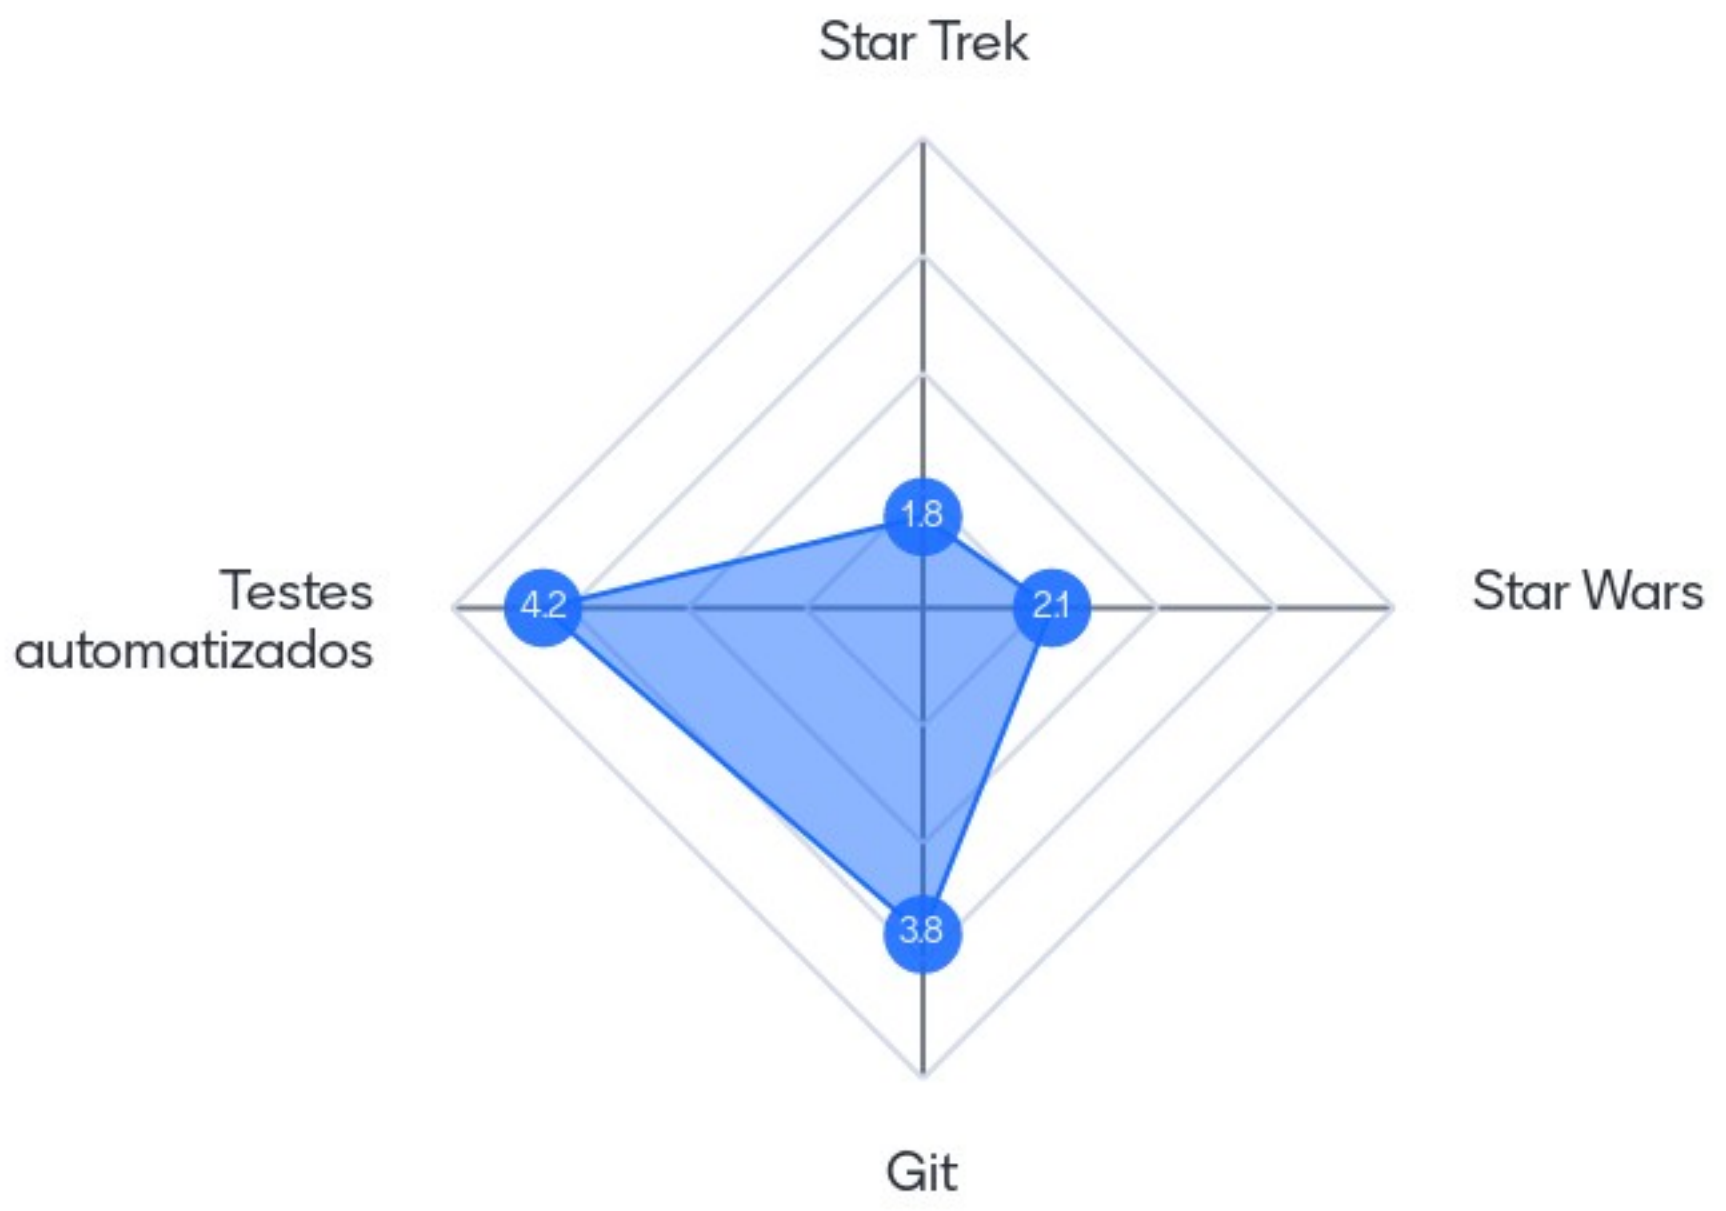 Star Trek
1.8
Testes
automatizados
4.2
2.1
Star Wars
3.8
Git